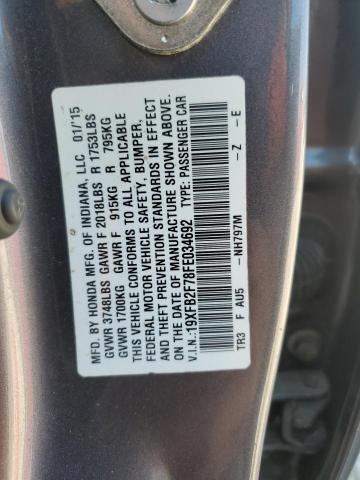 MFD. BY HONDA MFG. OF INDIANA, LLC 01/'15
GVWR 3748LBS GAWR F 2018LBS R 1753LBS
GVWR 1700KG GAWR F 915KG R 795KG
THIS VEHICLE CONFORMS TO ALL APPLICABLE
FEDERAL MOTOR VEHICLE SAFETY, BUMPER,
AND THEFT PREVENTION STANDARDS IN EFFECT
ON THE DATE OF MANUFACTURE SHOWN ABOVE.
V.I.N.: 19XFB2F78FE034692 TYPE: PASSENGER CAR
TR3 F AU5 -NH797M -Z -E